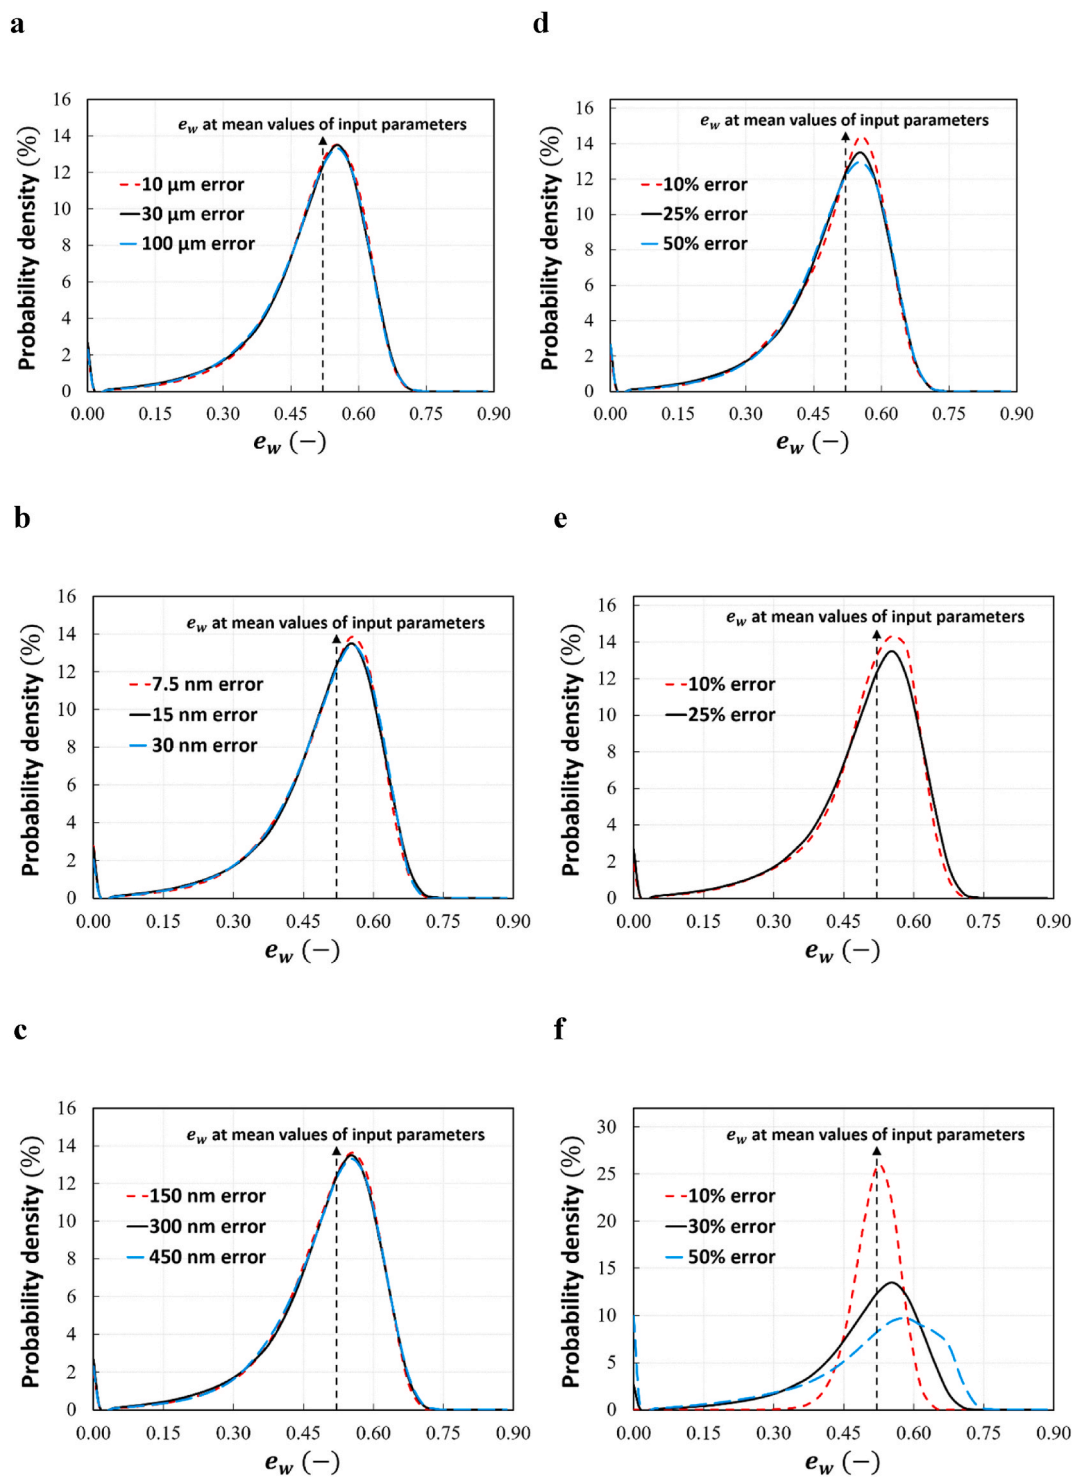 a
16
14
12
10
8
6
4
2
0
Probability density (%)
e_w at mean values of input parameters
10 µm error
30 µm error
100 µm error
0.00 0.15 0.30 0.45 0.60 0.75 0.90
e_w (−)
d
16
14
12
10
8
6
4
2
0
Probability density (%)
e_w at mean values of input parameters
10% error
25% error
50% error
0.00 0.15 0.30 0.45 0.60 0.75 0.90
e_w (−)
b
16
14
12
10
8
6
4
2
0
Probability density (%)
e_w at mean values of input parameters
7.5 nm error
15 nm error
30 nm error
0.00 0.15 0.30 0.45 0.60 0.75 0.90
e_w (−)
e
16
14
12
10
8
6
4
2
0
Probability density (%)
e_w at mean values of input parameters
10% error
25% error
0.00 0.15 0.30 0.45 0.60 0.75 0.90
e_w (−)
c
16
14
12
10
8
6
4
2
0
Probability density (%)
e_w at mean values of input parameters
150 nm error
300 nm error
450 nm error
0.00 0.15 0.30 0.45 0.60 0.75 0.90
e_w (−)
f
30
25
20
15
10
5
0
Probability density (%)
e_w at mean values of input parameters
10% error
30% error
50% error
0.00 0.15 0.30 0.45 0.60 0.75 0.90
e_w (−)